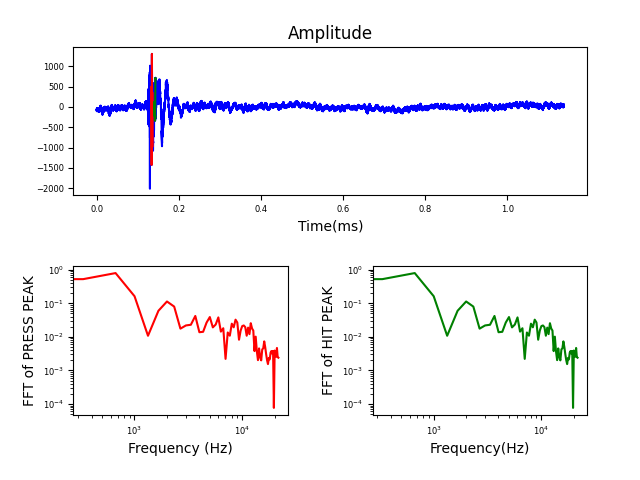 Amplitude
1000
500
0
−500
−1000
−1500
−2000
0.0 0.2 0.4 0.6 0.8 1.0
Time(ms)
FFT of PRESS PEAK
10⁰
10⁻¹
10⁻²
10⁻³
10⁻⁴
10³ 10⁴
Frequency (Hz)
FFT of HIT PEAK
10⁰
10⁻¹
10⁻²
10⁻³
10⁻⁴
10³ 10⁴
Frequency(Hz)